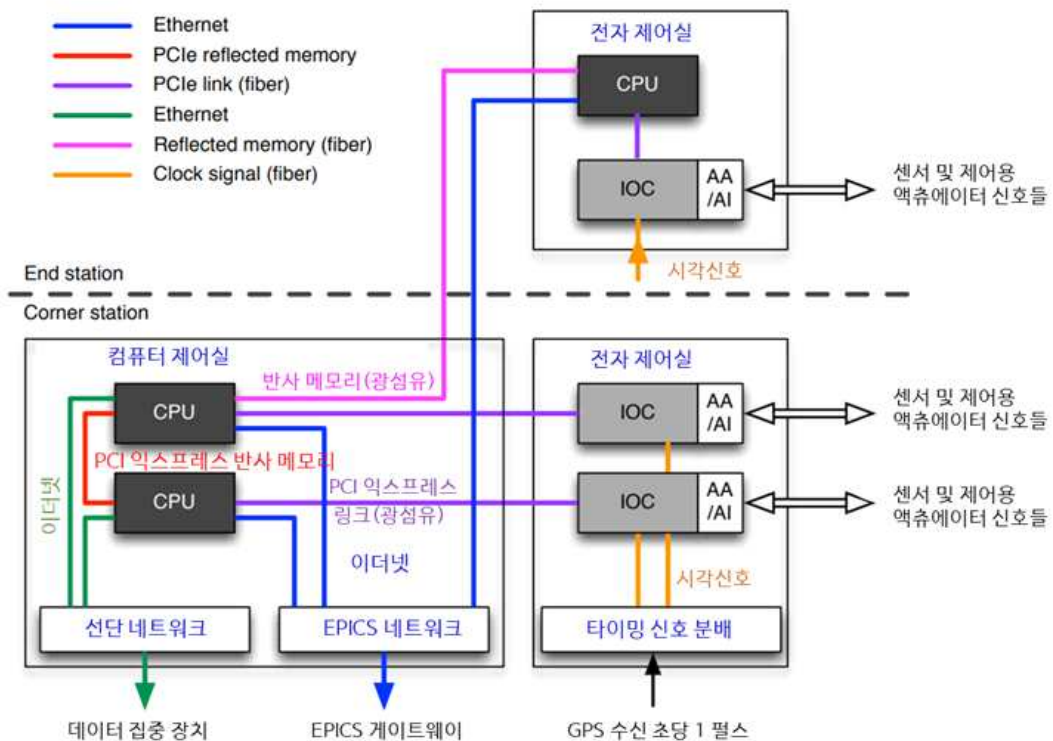 Ethernet
PCIe reflected memory
PCIe link (fiber)
Ethernet
Reflected memory (fiber)
Clock signal (fiber)
전자 제어실
CPU
IOC
AA
/AI
센서 및 제어용
액츄에이터 신호들
시각신호
End station
Corner station
컴퓨터 제어실
반사 메모리(광섬유)
CPU
PCI 익스프레스 반사 메모리
CPU
PCI 익스프레스
링크(광섬유)
이더넷
이더넷
선단 네트워크
EPICS 네트워크
전자 제어실
IOC
AA
/AI
센서 및 제어용
액츄에이터 신호들
IOC
AA
/AI
센서 및 제어용
액츄에이터 신호들
시각신호
타이밍 신호 분배
데이터 집중 장치
EPICS 게이트웨이
GPS 수신 초당 1 펄스